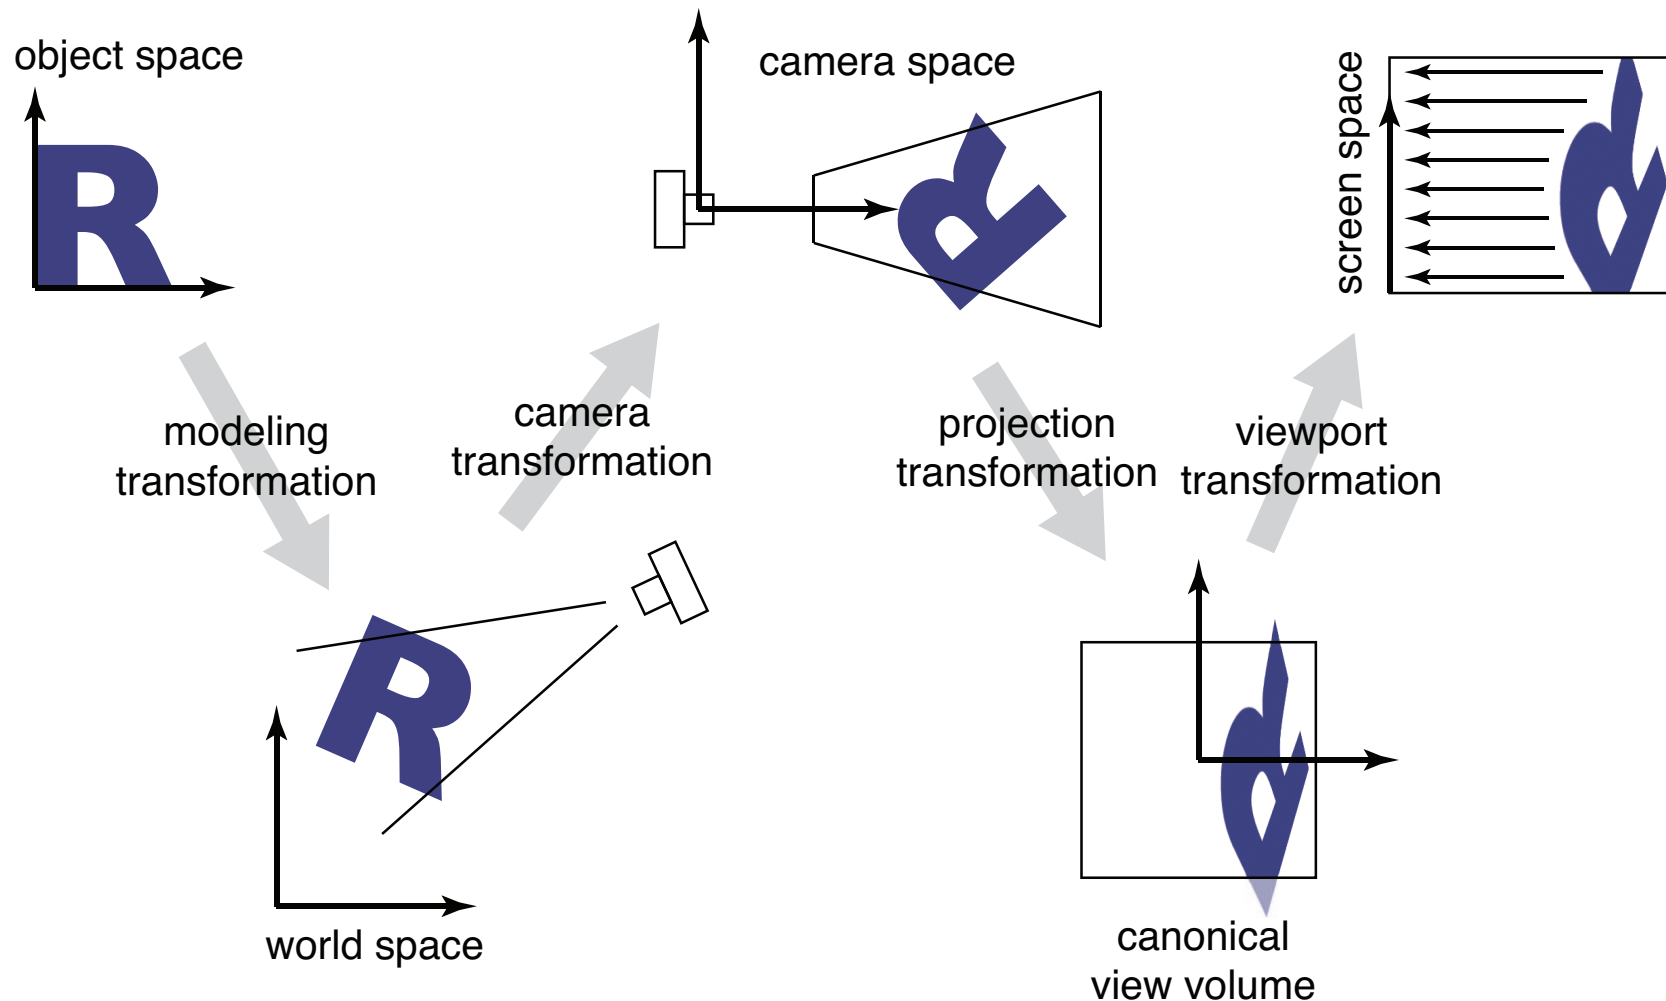 object space
camera space
screen space
modeling
transformation
camera
transformation
projection
transformation
viewport
transformation
world space
canonical
view volume